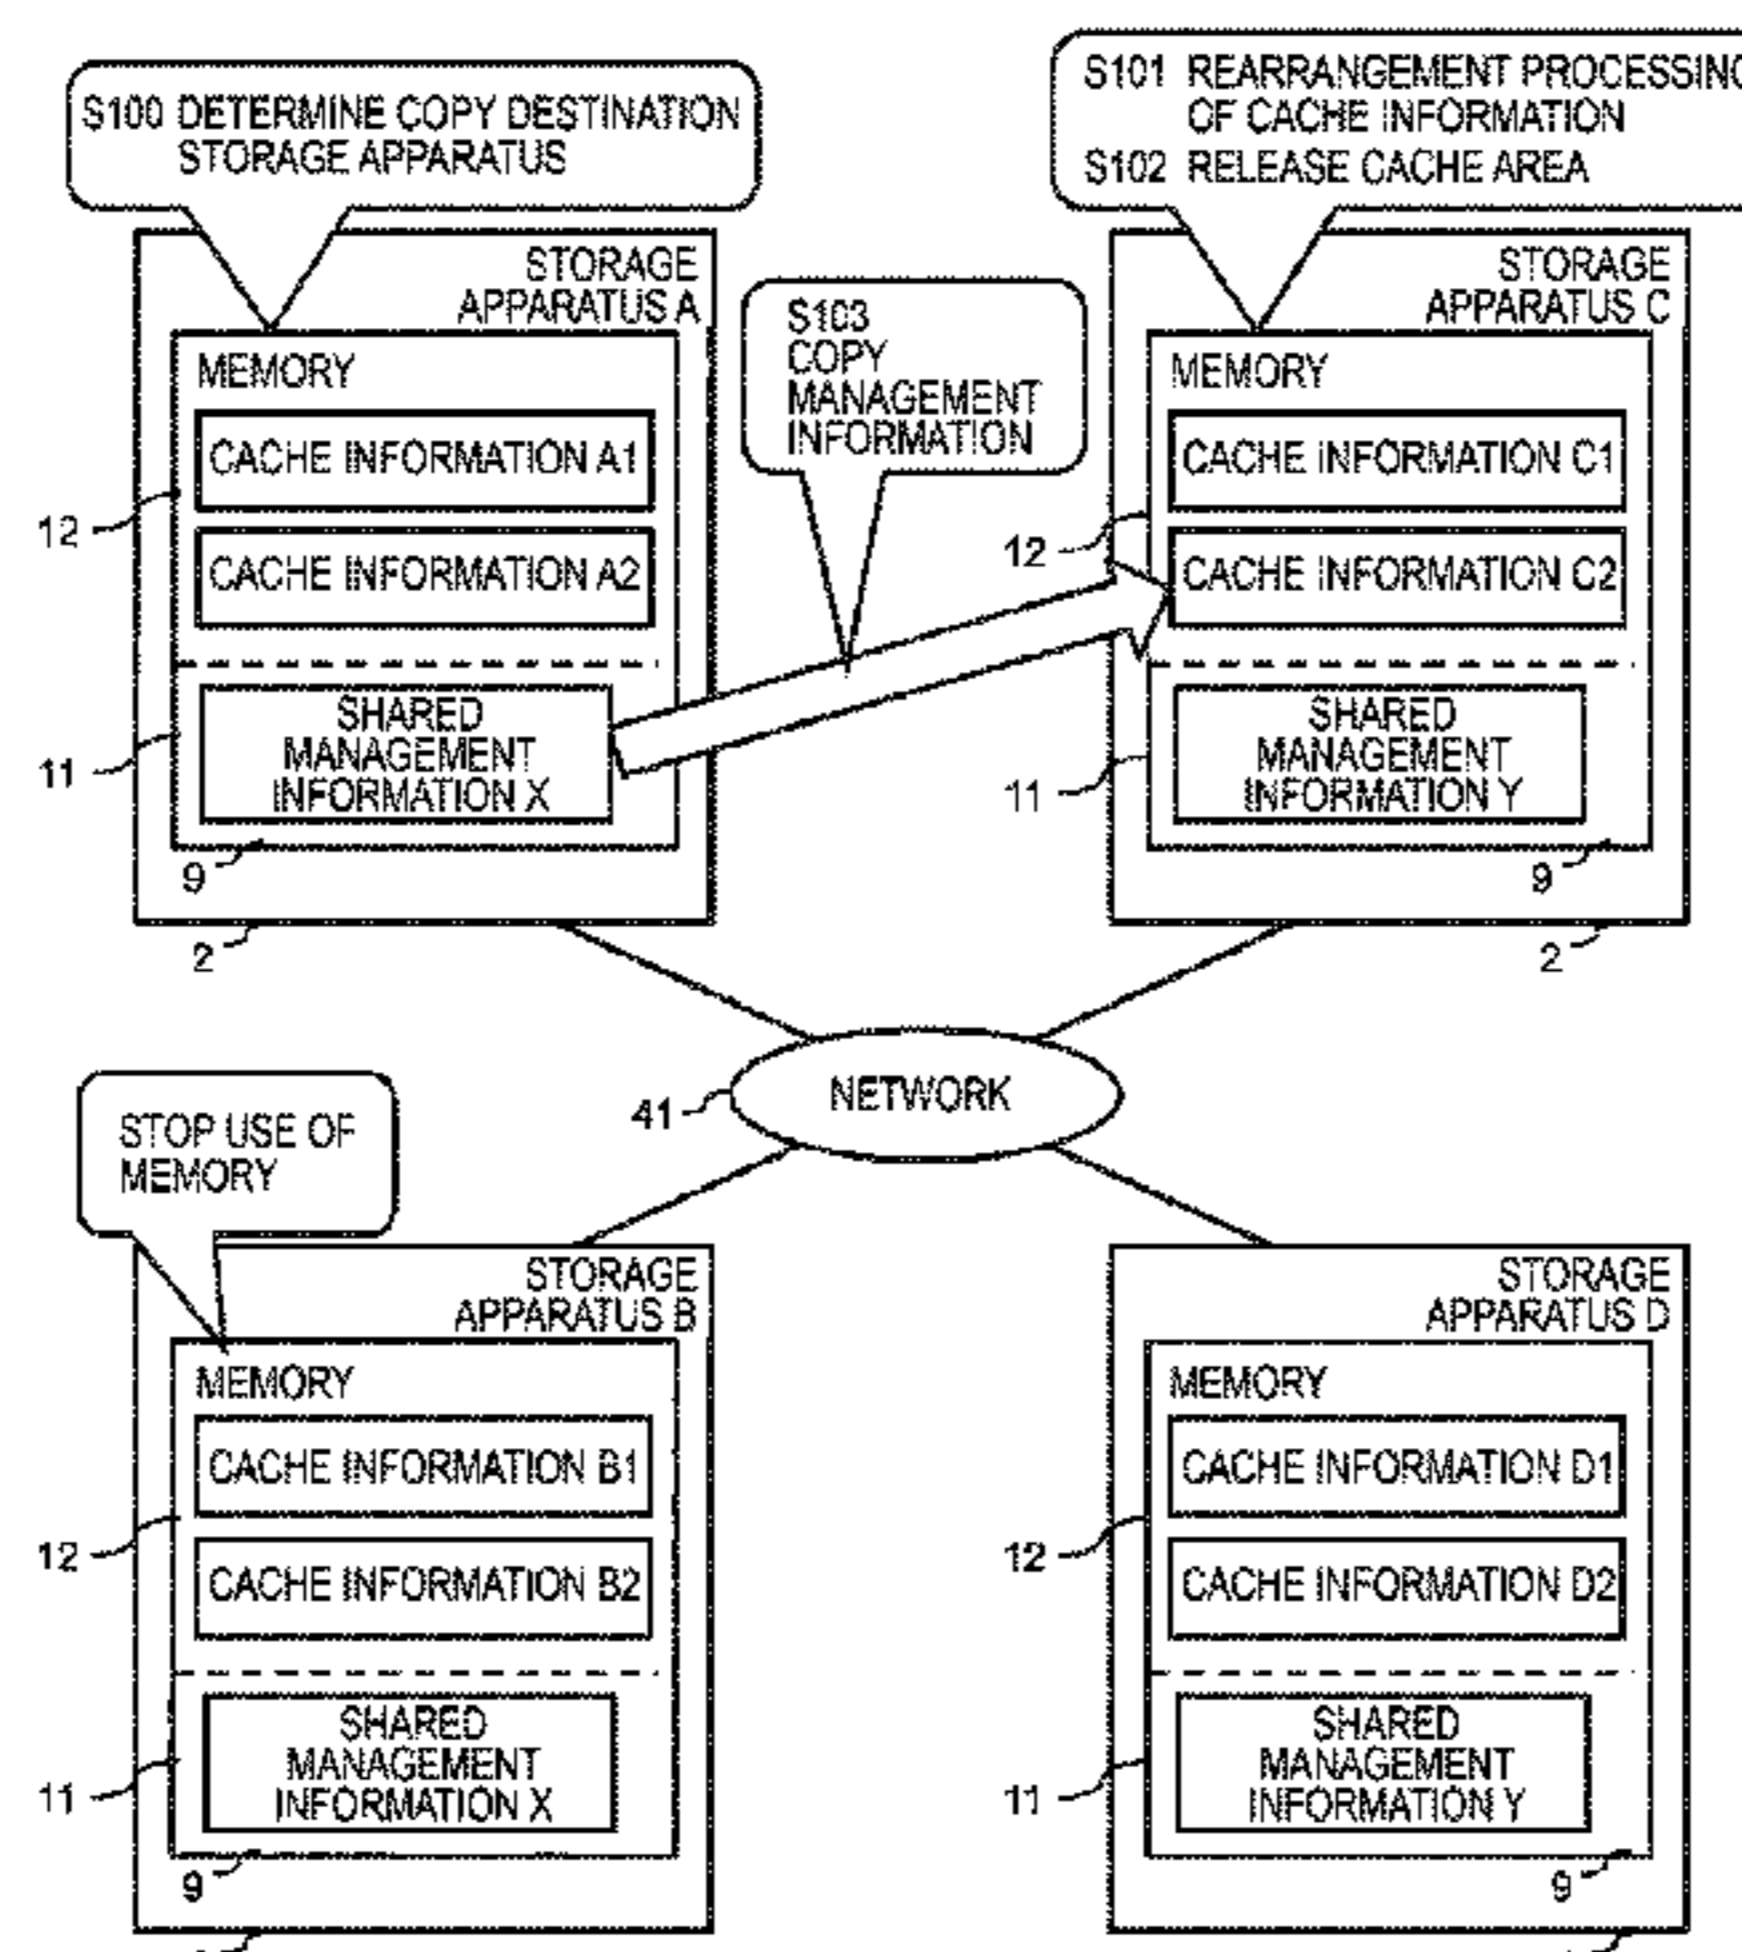 S100 DETERMINE COPY DESTINATION
STORAGE APPARATUS
S101 REARRANGEMENT PROCESSING
OF CACHE INFORMATION
S102 RELEASE CACHE AREA
STORAGE
APPARATUS A
MEMORY
CACHE INFORMATION A1
CACHE INFORMATION A2
12
SHARED
MANAGEMENT
INFORMATION X
11
9
2
S103
COPY
MANAGEMENT
INFORMATION
STORAGE
APPARATUS C
MEMORY
CACHE INFORMATION C1
12
CACHE INFORMATION C2
SHARED
MANAGEMENT
INFORMATION Y
11
9
2
41
NETWORK
STOP USE OF
MEMORY
STORAGE
APPARATUS B
MEMORY
CACHE INFORMATION B1
12
CACHE INFORMATION B2
SHARED
MANAGEMENT
INFORMATION X
11
9
STORAGE
APPARATUS D
MEMORY
CACHE INFORMATION D1
12
CACHE INFORMATION D2
SHARED
MANAGEMENT
INFORMATION Y
11
9